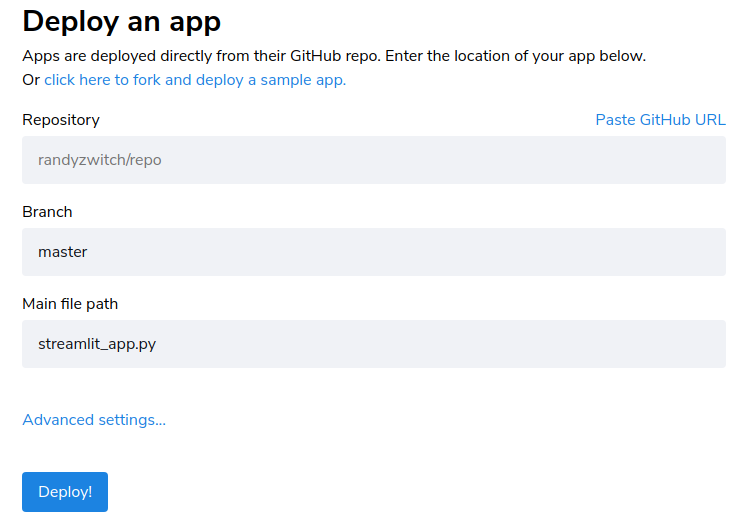 Deploy an app
Apps are deployed directly from their GitHub repo. Enter the location of your app below.
Or click here to fork and deploy a sample app.
Repository
Paste GitHub URL
randyzwitch/repo
Branch
master
Main file path
streamlit_app.py
Advanced settings...
Deploy!